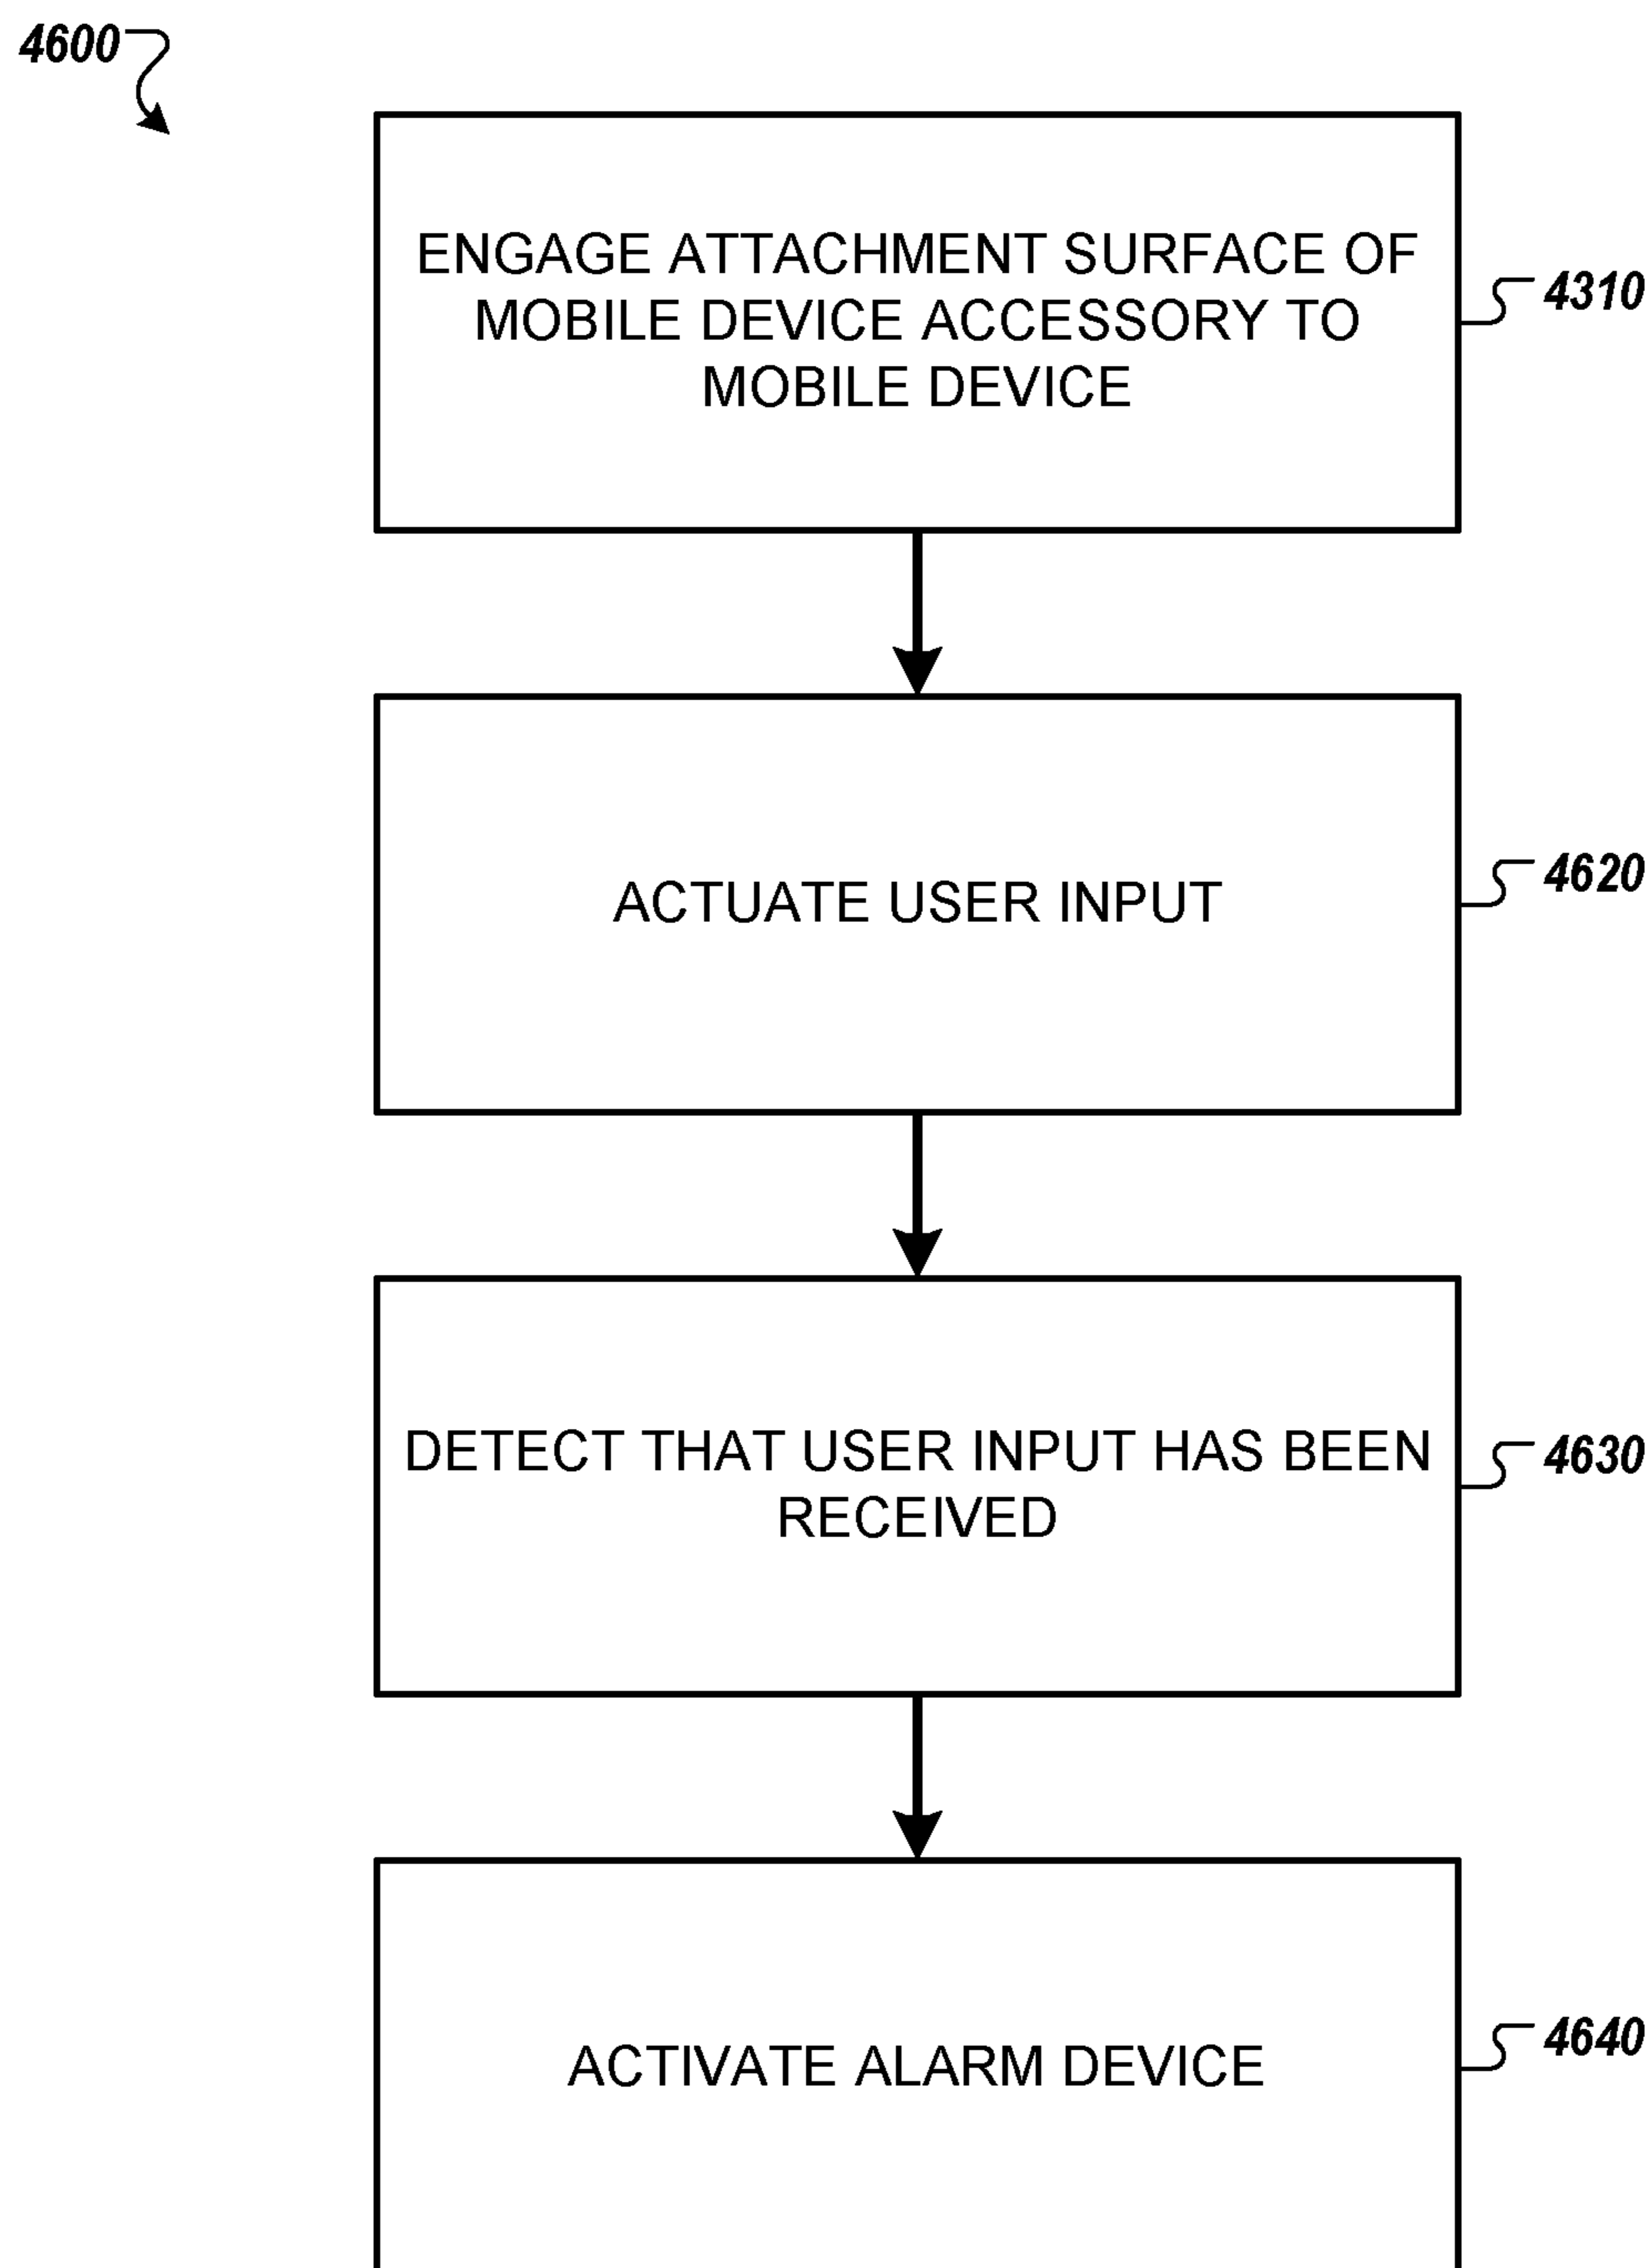 4600
ENGAGE ATTACHMENT SURFACE OF
MOBILE DEVICE ACCESSORY TO
MOBILE DEVICE
4310
ACTUATE USER INPUT
4620
DETECT THAT USER INPUT HAS BEEN
RECEIVED
4630
ACTIVATE ALARM DEVICE
4640